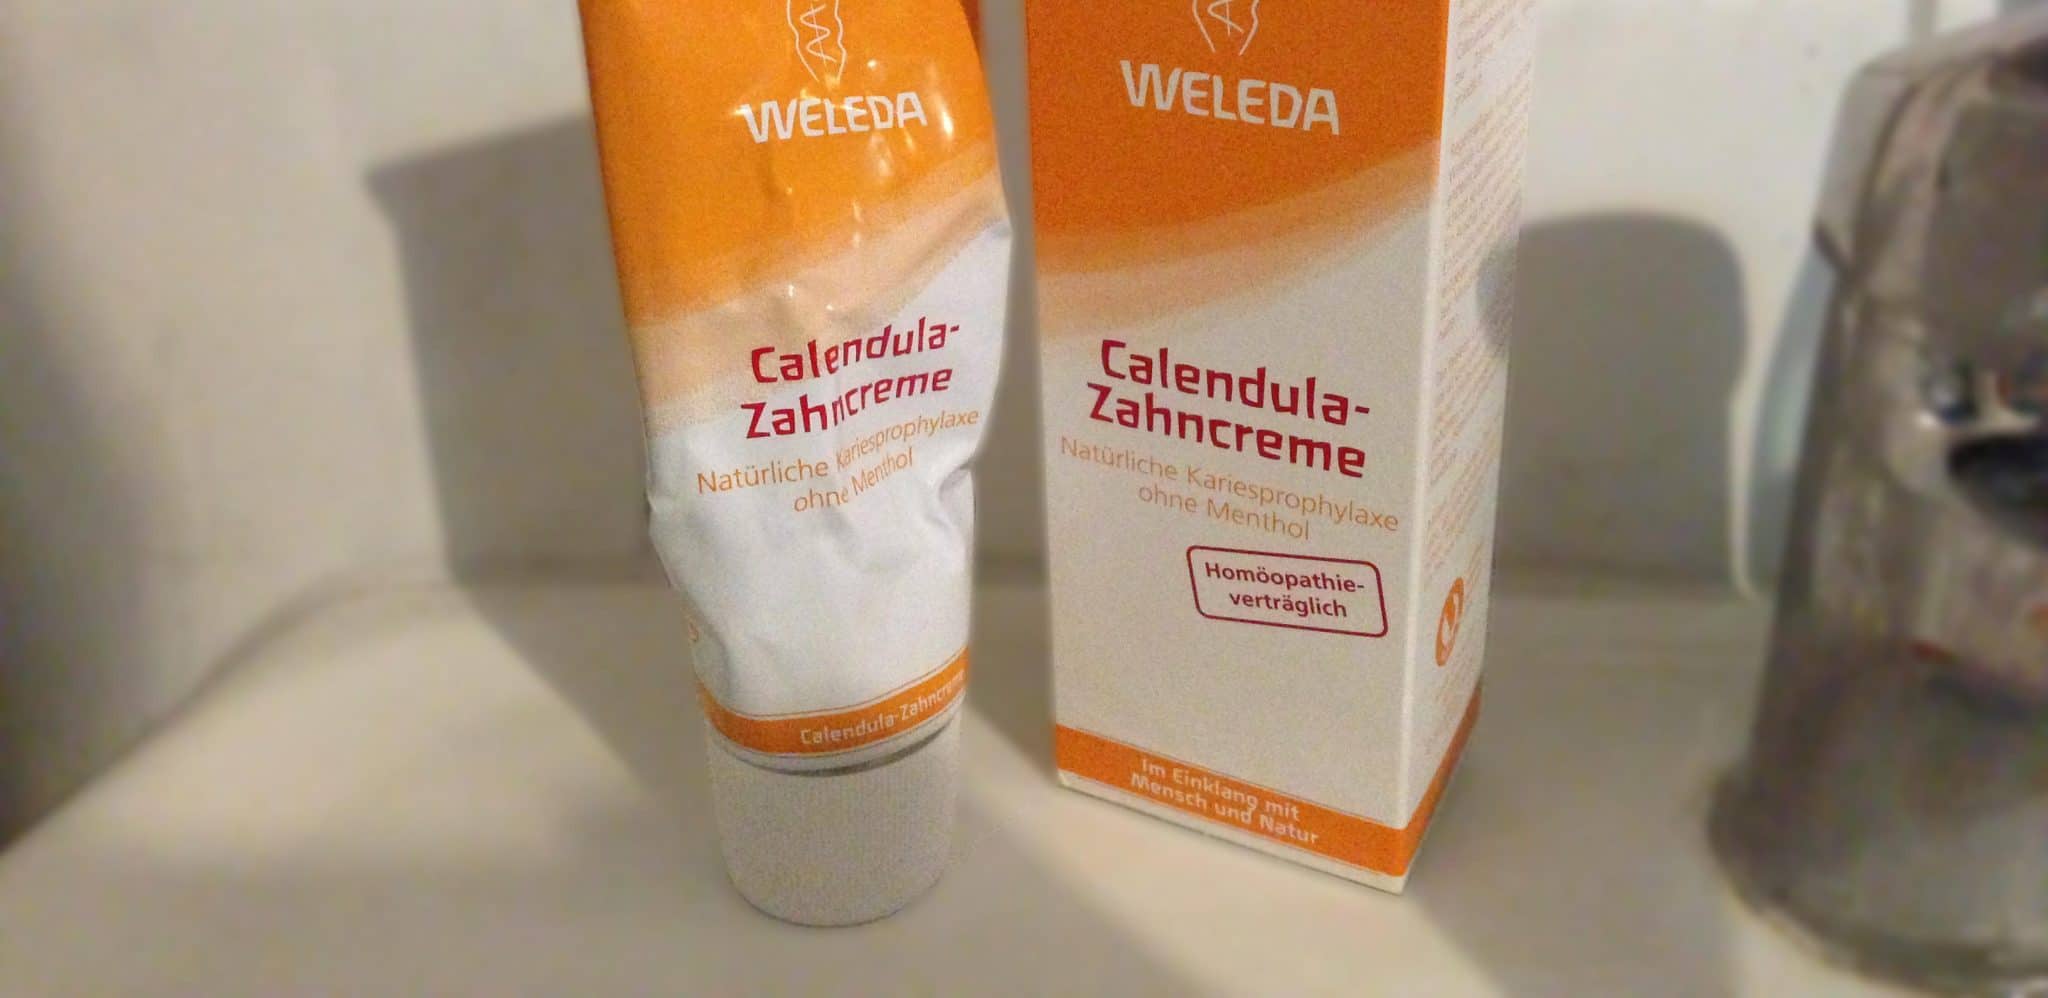 WELEDA
Calendula-
Zahncreme
Natürliche Kariesprophylaxe
ohne Menthol
Calendula-Zahncreme
WELEDA
Calendula-
Zahncreme
Natürliche Kariesprophylaxe
ohne Menthol
Homöopathie-
verträglich
Im Einklang mit
Mensch und Natur